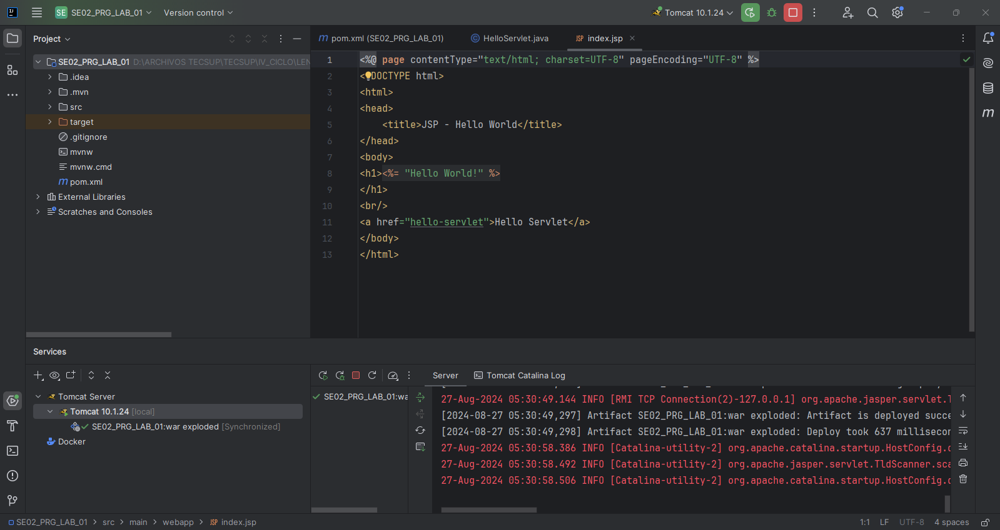 SE SE02_PRG_LAB_01 Version control Tomcat 10.1.24
Project
SE02_PRG_LAB_01 D:\ARCHIVOS TECSUP\TECSUP\IV_CICLO\LEN
.idea
.mvn
src
target
.gitignore
mvnw
mvnw.cmd
pom.xml
External Libraries
Scratches and Consoles
pom.xml (SE02_PRG_LAB_01) HelloServlet.java JSP index.jsp
1 <%@ page contentType="text/html; charset=UTF-8" pageEncoding="UTF-8" %>
2 <!DOCTYPE html>
3 <html>
4 <head>
5 <title>JSP - Hello World</title>
6 </head>
7 <body>
8 <h1><%= "Hello World!" %>
9 </h1>
10 <br/>
11 <a href="hello-servlet">Hello Servlet</a>
12 </body>
13 </html>
Services
Tomcat Server
Tomcat 10.1.24 [local]
SE02_PRG_LAB_01:war exploded [Synchronized]
Docker
Server Tomcat Catalina Log
SE02_PRG_LAB_01:wa
27-Aug-2024 05:30:49.144 INFO [RMI TCP Connection(2)-127.0.0.1] org.apache.jasper.servlet.T
[2024-08-27 05:30:49,297] Artifact SE02_PRG_LAB_01:war exploded: Artifact is deployed succe
[2024-08-27 05:30:49,298] Artifact SE02_PRG_LAB_01:war exploded: Deploy took 637 millisecon
27-Aug-2024 05:30:58.386 INFO [Catalina-utility-2] org.apache.catalina.startup.HostConfig.d
27-Aug-2024 05:30:58.492 INFO [Catalina-utility-2] org.apache.jasper.servlet.TldScanner.sca
27-Aug-2024 05:30:58.506 INFO [Catalina-utility-2] org.apache.catalina.startup.HostConfig.d
SE02_PRG_LAB_01 > src > main > webapp > JSP index.jsp 1:1 LF UTF-8 4 spaces